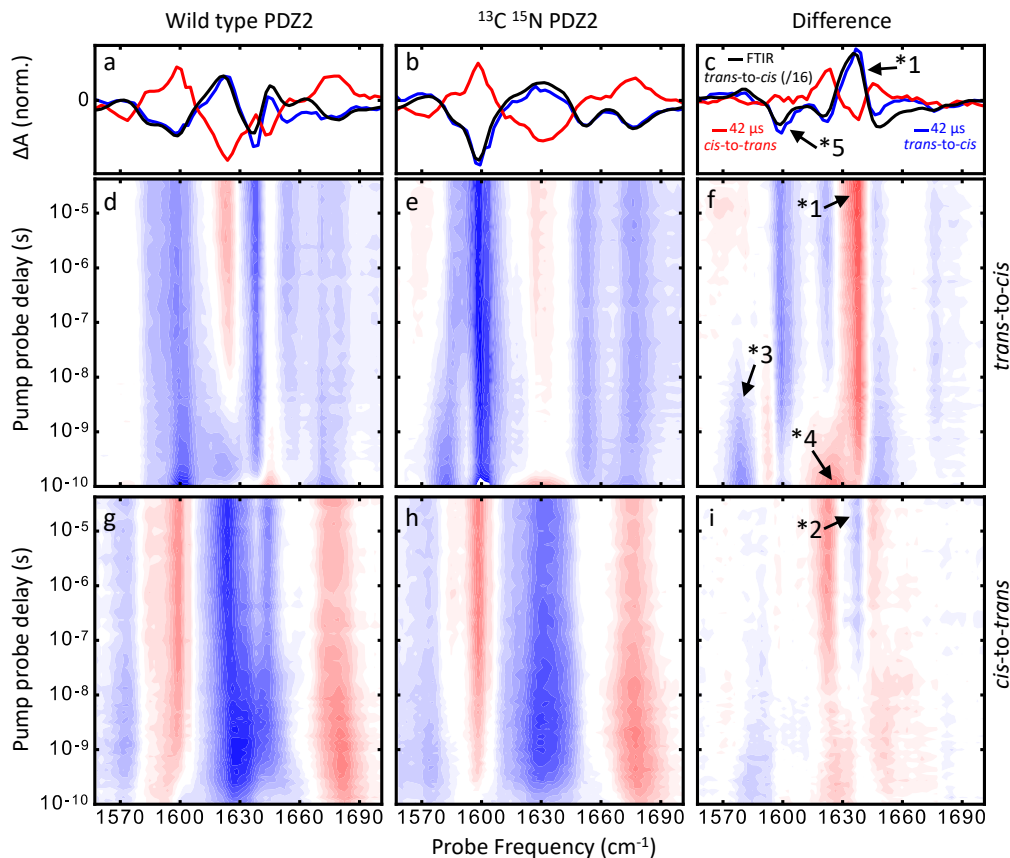 Wild type PDZ2
¹³C ¹⁵N PDZ2
Difference
ΔA (norm.)
0
a
b
c
FTIR
trans-to-cis (/16)
*1
*5
42 μs
cis-to-trans
42 μs
trans-to-cis
Pump probe delay (s)
10⁻⁵
10⁻⁶
10⁻⁷
10⁻⁸
10⁻⁹
10⁻¹⁰
d
e
f
*1
*3
*4
trans-to-cis
Pump probe delay (s)
10⁻⁵
10⁻⁶
10⁻⁷
10⁻⁸
10⁻⁹
10⁻¹⁰
g
h
i
*2
cis-to-trans
1570 1600 1630 1660 1690
1570 1600 1630 1660 1690
1570 1600 1630 1660 1690
Probe Frequency (cm⁻¹)